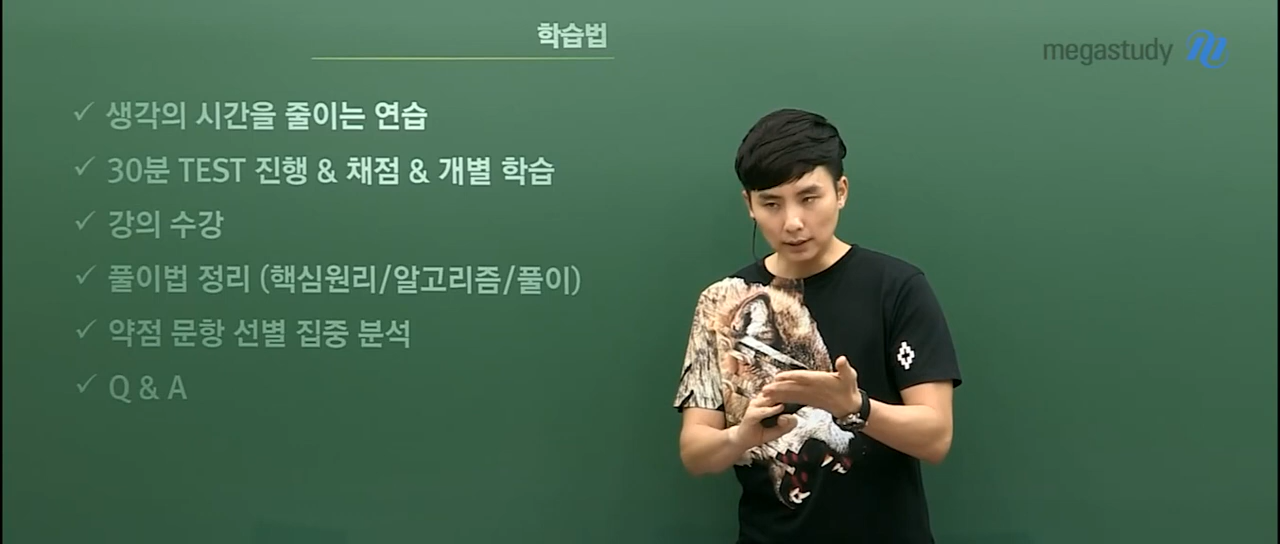 학습법
megastudy
✓ 생각의 시간을 줄이는 연습
✓ 30분 TEST 진행 & 채점 & 개별 학습
✓ 강의 수강
✓ 풀이법 정리 (핵심원리/알고리즘/풀이)
✓ 약점 문항 선별 집중 분석
✓ Q & A